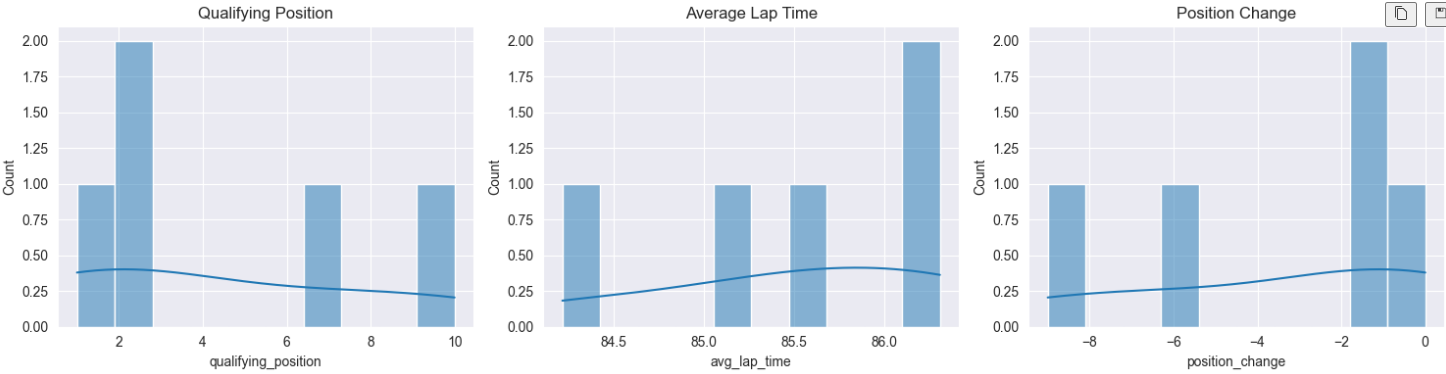 Qualifying Position
2.00
1.75
1.50
1.25
1.00
0.75
0.50
0.25
0.00
Count
2 4 6 8 10
qualifying_position
Average Lap Time
2.00
1.75
1.50
1.25
1.00
0.75
0.50
0.25
0.00
Count
84.5 85.0 85.5 86.0
avg_lap_time
Position Change
2.00
1.75
1.50
1.25
1.00
0.75
0.50
0.25
0.00
Count
−8 −6 −4 −2 0
position_change